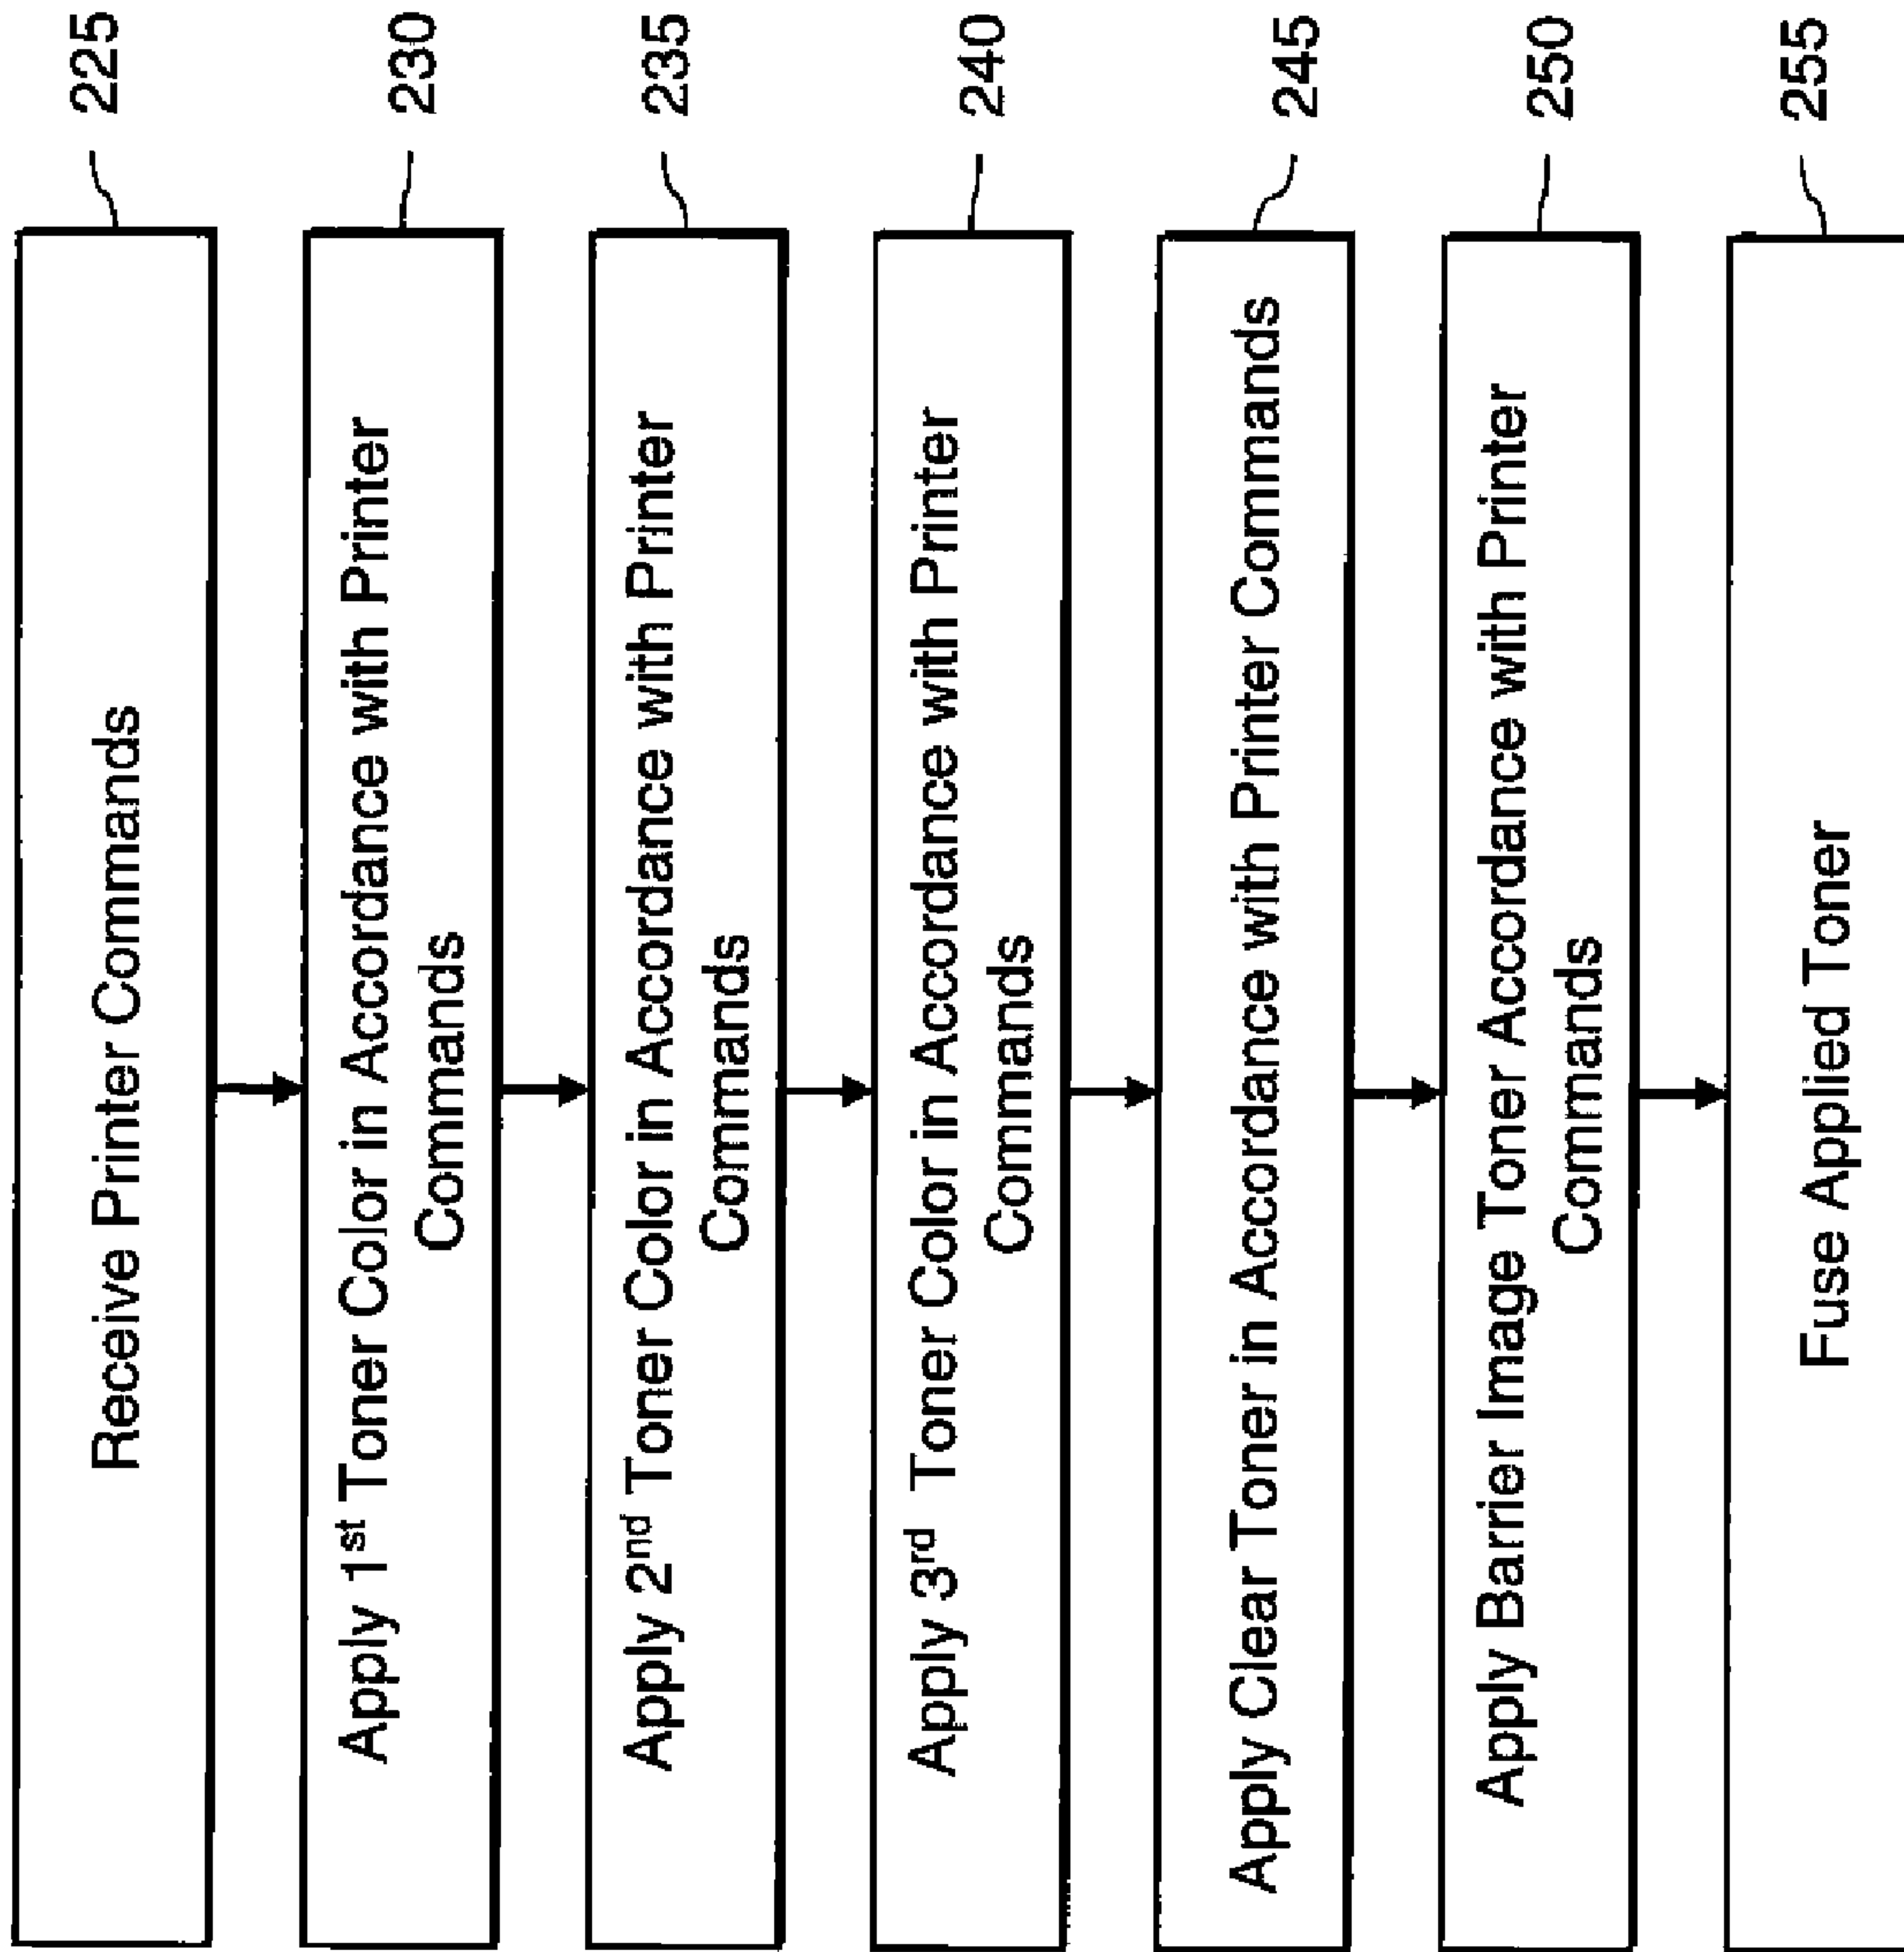 Receive Printer Commands
225
Apply 1st Toner Color in Accordance with Printer
Commands
230
Apply 2nd Toner Color in Accordance with Printer
Commands
235
Apply 3rd Toner Color in Accordance with Printer
Commands
240
Apply Clear Toner in Accordance with Printer Commands
245
Apply Barrier Image Toner Accordance with Printer
Commands
250
Fuse Applied Toner
255